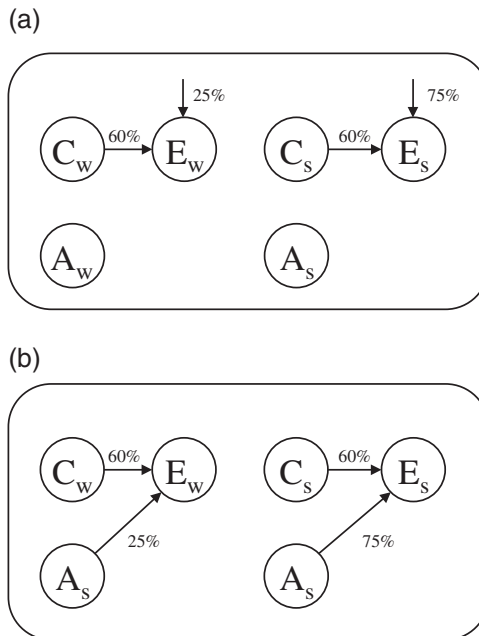 (a)
25% 75%
60% 60%
C_w E_w C_s E_s
A_w A_s
(b)
60% 60%
C_w E_w C_s E_s
25% 75%
A_s A_s